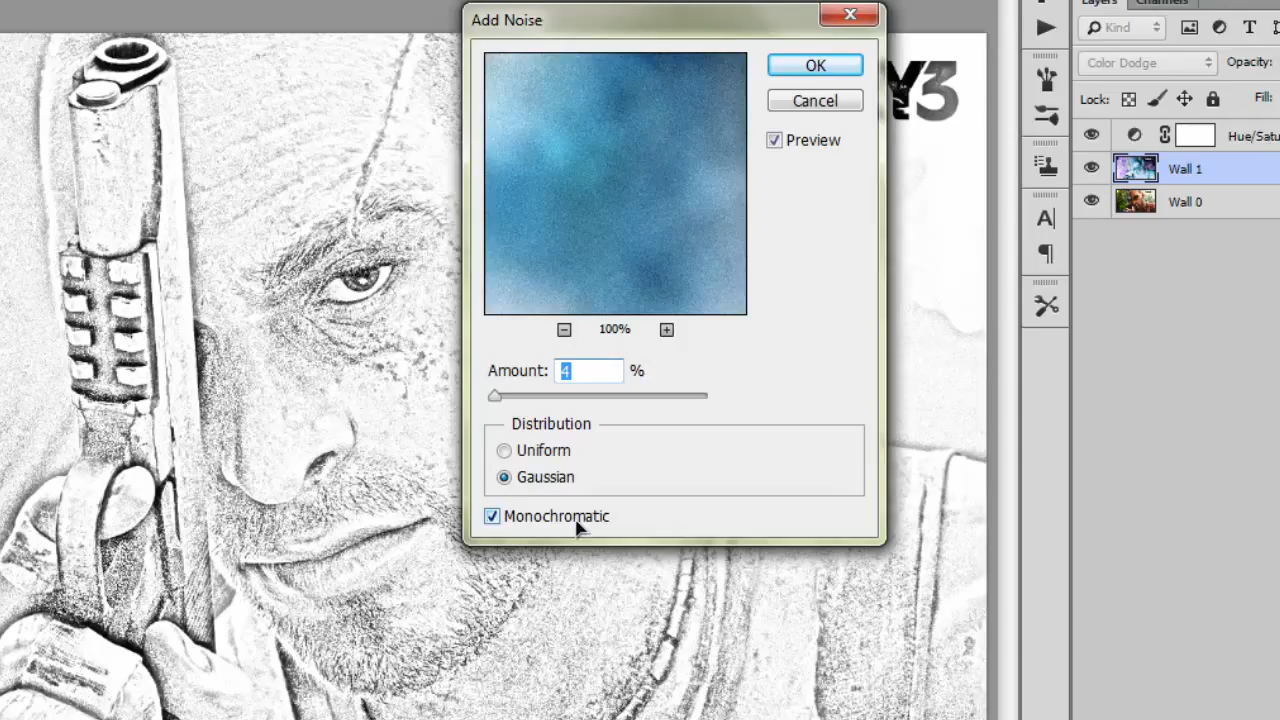 Add Noise
OK
Cancel
Preview
100%
Amount: 4 %
Distribution
Uniform
Gaussian
Monochromatic
Y3
Layers Channels
Kind
Color Dodge Opacity:
Lock: Fill:
Hue/Satu
Wall 1
Wall 0